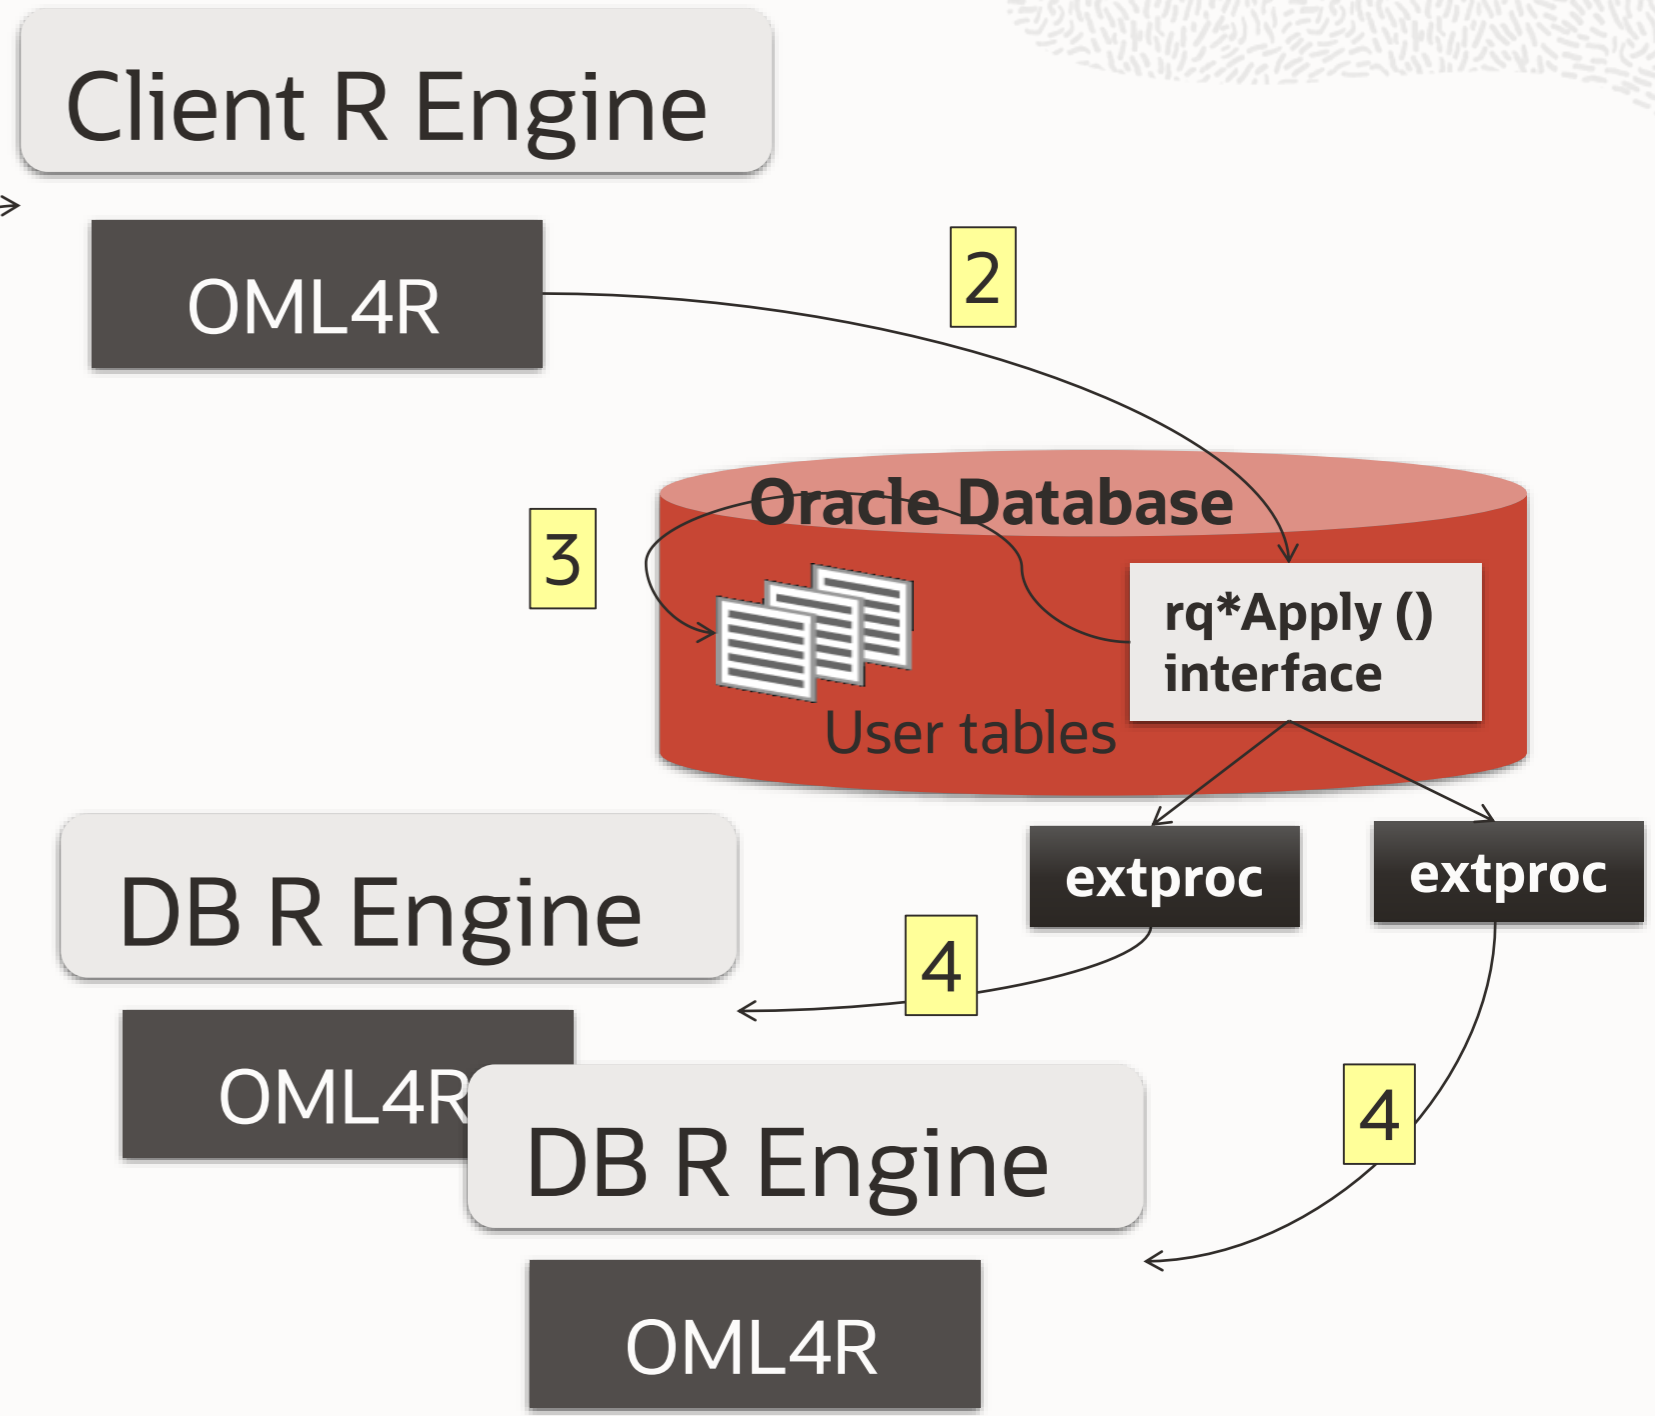 Client R Engine
OML4R
2
Oracle Database
3
rq*Apply ()
interface
User tables
extproc
extproc
DB R Engine
4
OML4R
DB R Engine
4
OML4R